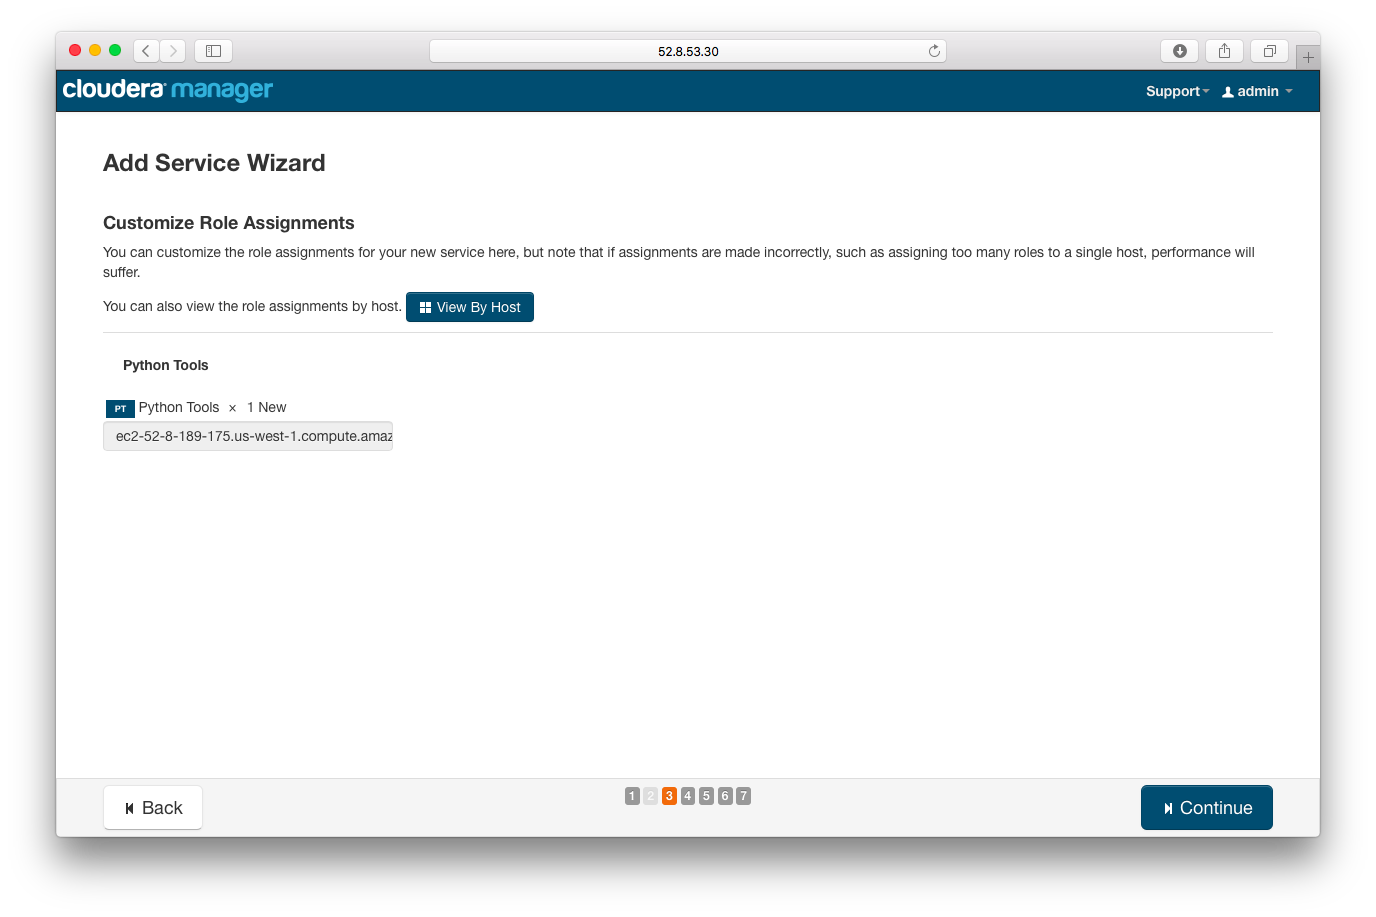 52.8.53.30
cloudera manager
Support
admin
Add Service Wizard
Customize Role Assignments
You can customize the role assignments for your new service here, but note that if assignments are made incorrectly, such as assigning too many roles to a single host, performance will
suffer.
You can also view the role assignments by host. View By Host
Python Tools
PT Python Tools × 1 New
ec2-52-8-189-175.us-west-1.compute.amaz
Back
1 2 3 4 5 6 7
Continue